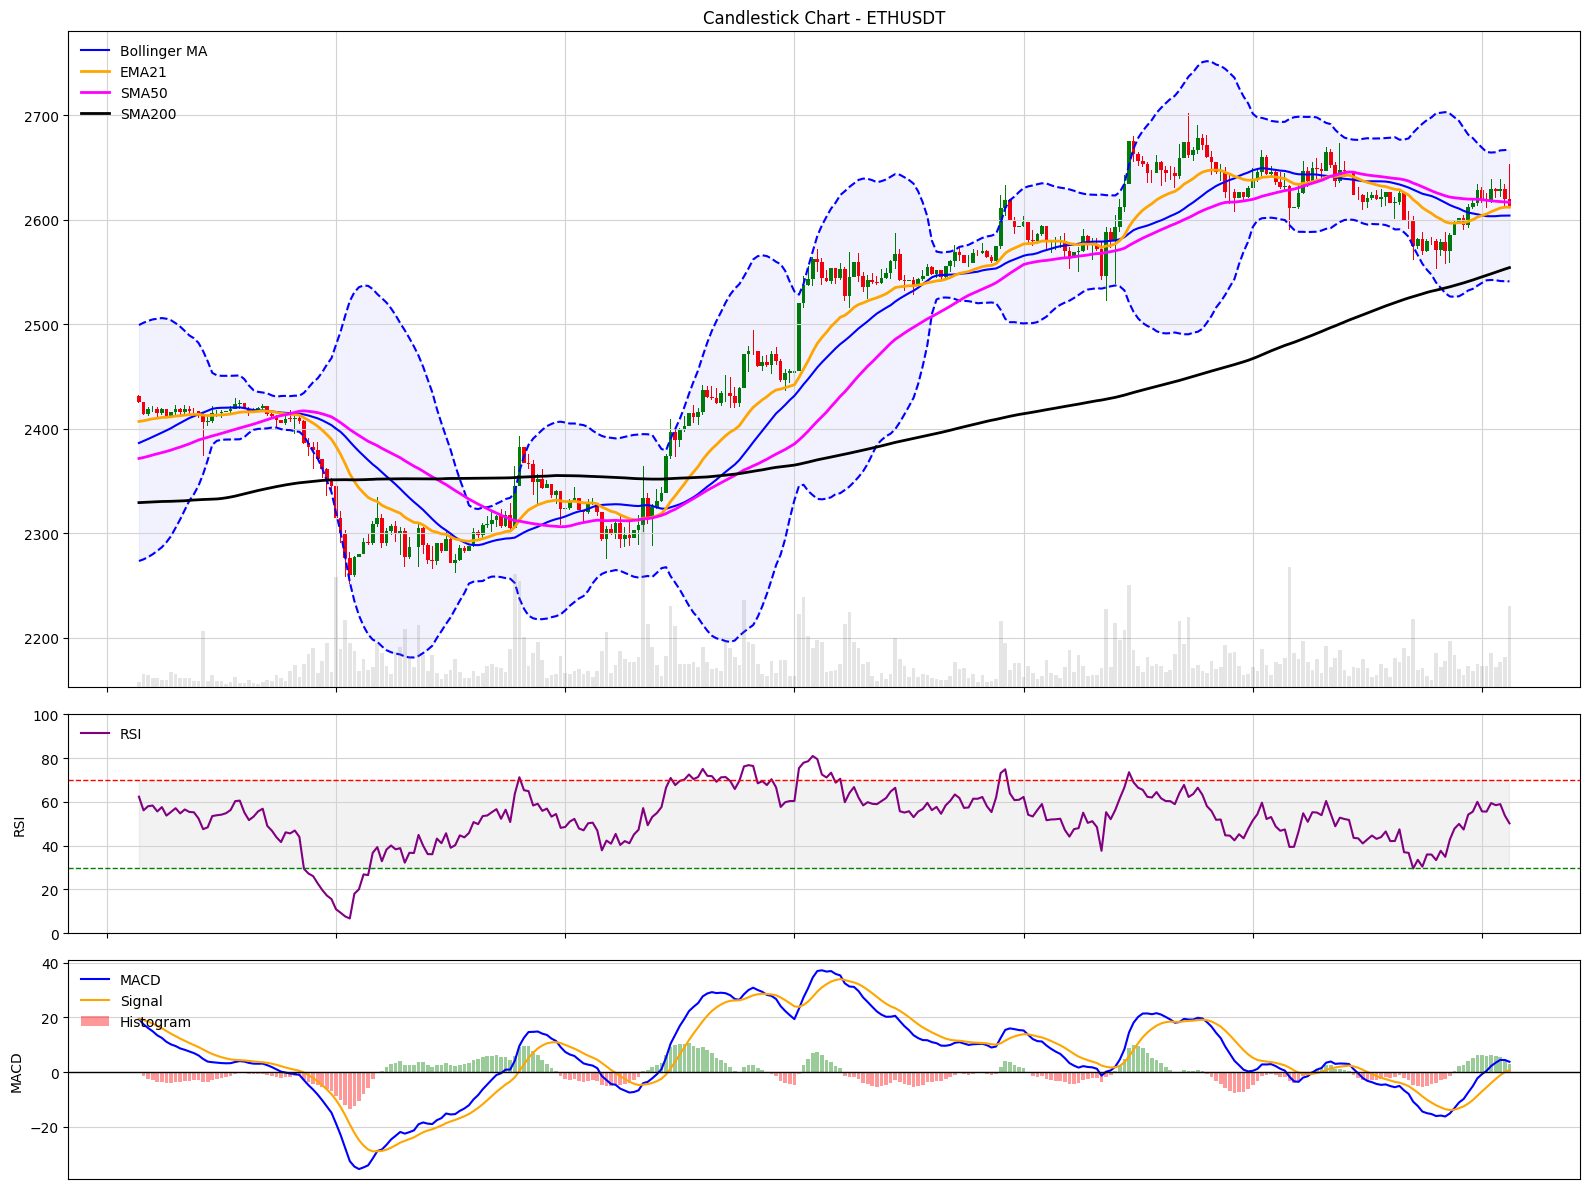 Candlestick Chart - ETHUSDT
Bollinger MA
EMA21
SMA50
SMA200
2700
2600
2500
2400
2300
2200
RSI
100
80
60
40
20
0
RSI
MACD
Signal
Histogram
40
20
0
−20
MACD